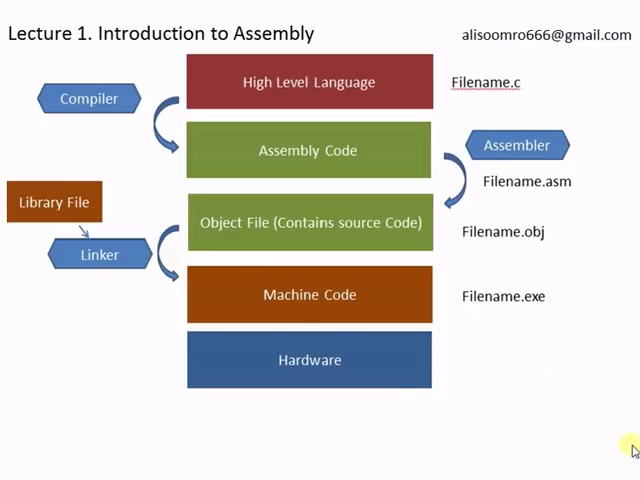 Lecture 1. Introduction to Assembly
alisoomro666@gmail.com
High Level Language
Filename.c
Compiler
Assembly Code
Assembler
Filename.asm
Library File
Object File (Contains source Code)
Filename.obj
Linker
Machine Code
Filename.exe
Hardware